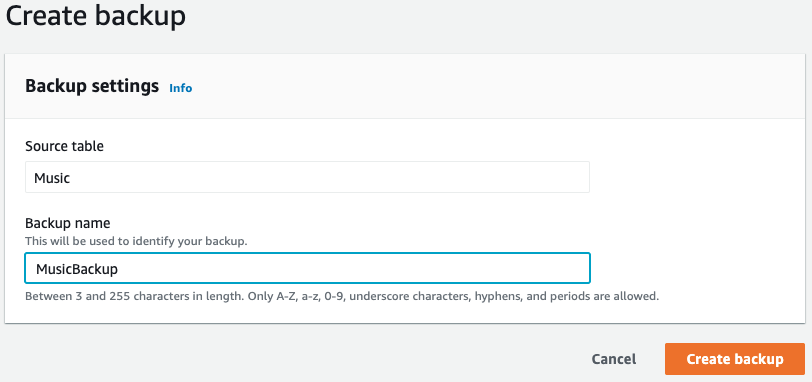 Create backup
Backup settings Info
Source table
Music
Backup name
This will be used to identify your backup.
MusicBackup
Between 3 and 255 characters in length. Only A-Z, a-z, 0-9, underscore characters, hyphens, and periods are allowed.
Cancel Create backup